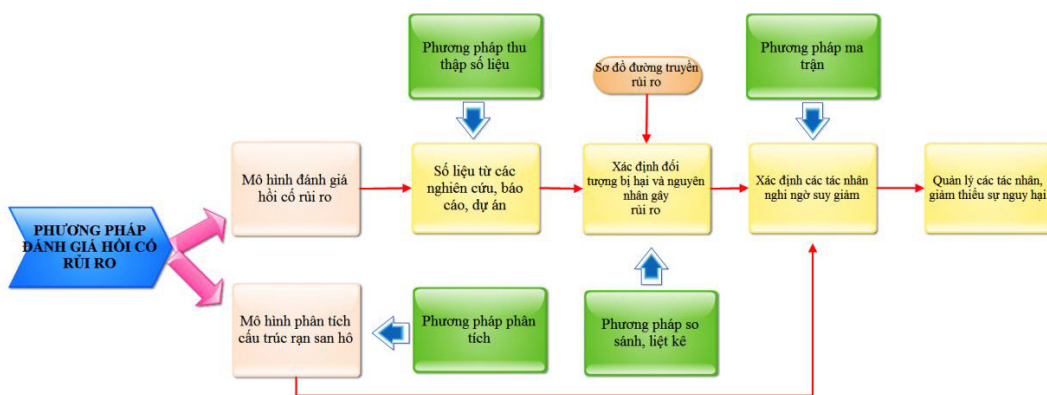 Phương pháp thu
thập số liệu
Sơ đồ đường truyền
rủi ro
Phương pháp ma
trận
Mô hình đánh giá
hồi cố rủi ro
Số liệu từ các
nghiên cứu, báo
cáo, dự án
Xác định đối
tượng bị hại và nguyên
nhân gây
rủi ro
Xác định các tác nhân
nghi ngờ suy giảm
Quản lý các tác nhân,
giảm thiểu sự nguy hại
PHƯƠNG PHÁP
ĐÁNH GIÁ HỒI CỐ
RỦI RO
Mô hình phân tích
cấu trúc rạn san hô
Phương pháp phân
tích
Phương pháp so
sánh, liệt kê